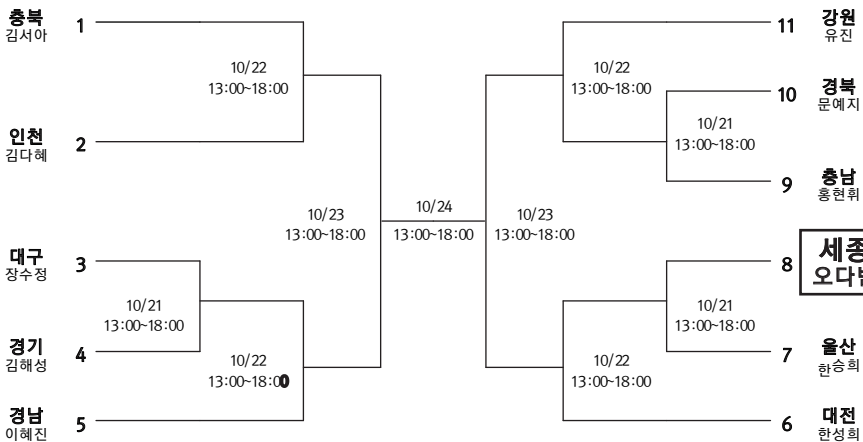 충북
김서아
1
10/22
13:00~18:00
인천
김다혜
2
10/23
13:00~18:00
대구
장수정
3
10/21
13:00~18:00
경기
김해성
4
10/22
13:00~18:00
경남
이혜진
5
10/24
13:00~18:00
11
강원
유진
10/22
13:00~18:00
10
경북
문예지
10/21
13:00~18:00
9
충남
홍현휘
10/23
13:00~18:00
8
세종
10/21
13:00~18:00
7
울산
한승희
10/22
13:00~18:00
6
대전
한성희